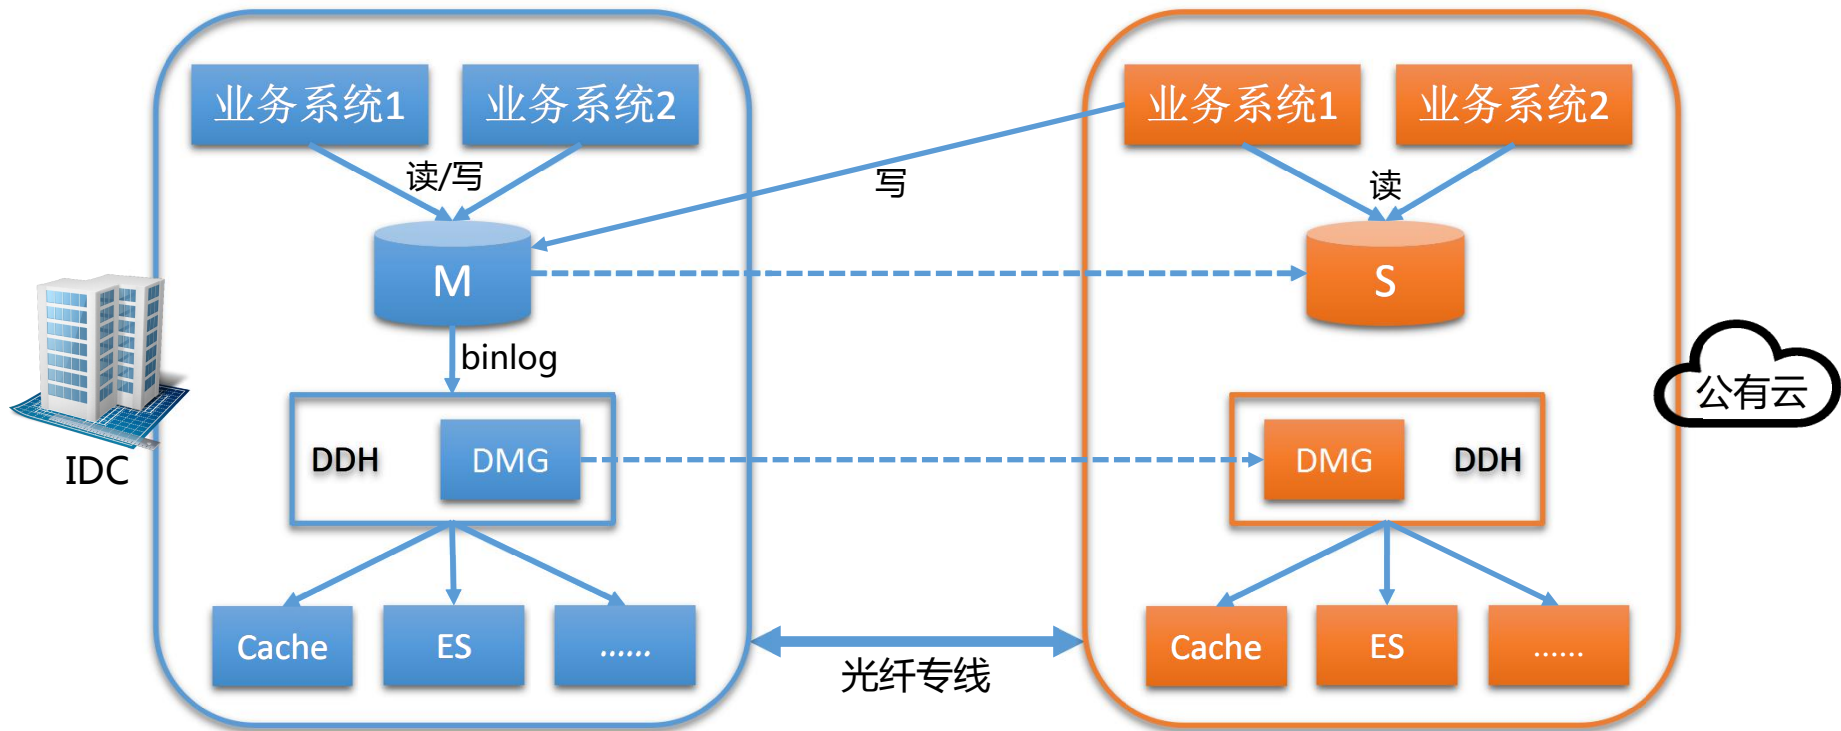 业务系统1
业务系统2
业务系统1
业务系统2
读/写
写
读
M
S
binlog
公有云
IDC
DDH
DMG
DMG
DDH
Cache
ES
......
光纤专线
Cache
ES
......